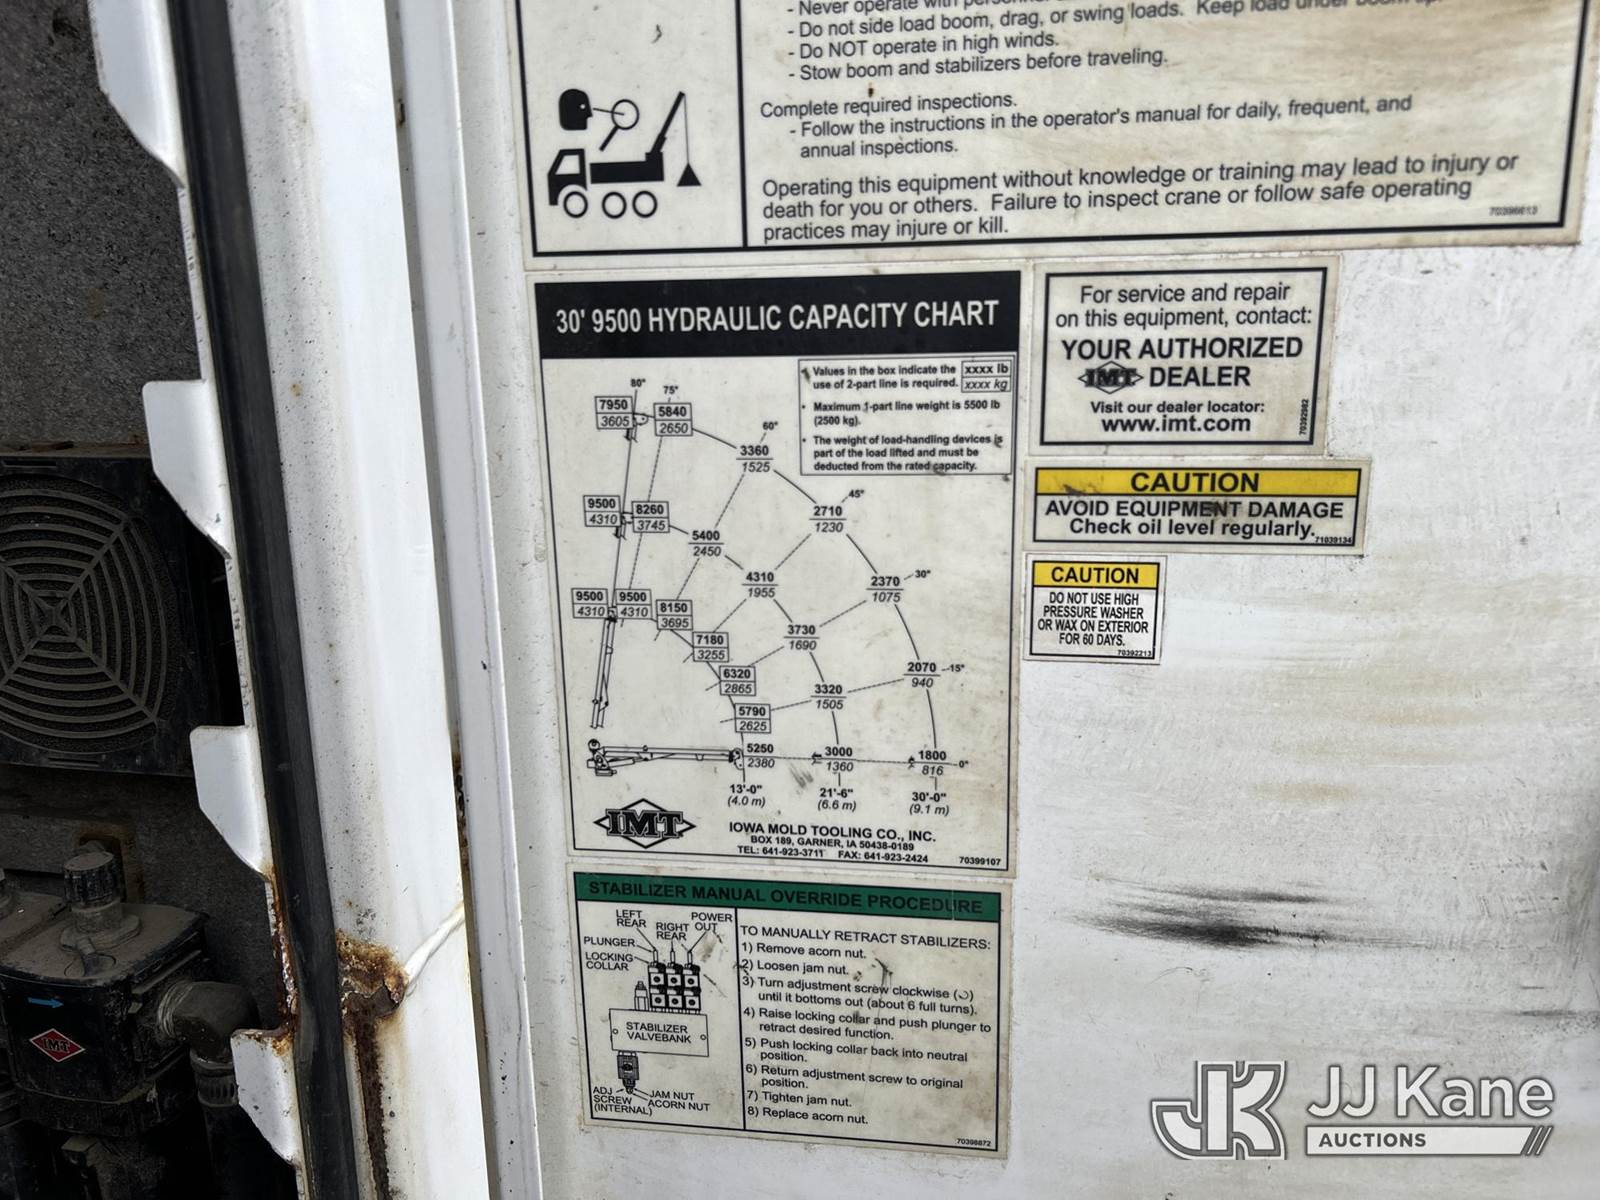 - Never operate with
- Do not side load boom, drag, or swing loads. Keep load under boom tip.
- Do NOT operate in high winds.
- Stow boom and stabilizers before traveling.
Complete required inspections.
- Follow the instructions in the operator's manual for daily, frequent, and
annual inspections.
Operating this equipment without knowledge or training may lead to injury or
death for you or others. Failure to inspect crane or follow safe operating
practices may injure or kill.
70396613
30' 9500 HYDRAULIC CAPACITY CHART
Values in the box indicate the
use of 2-part line is required.
xxxx lb
xxxx kg
• Maximum 1-part line weight is 5500 lb
(2500 kg).
• The weight of load-handling devices is
part of the load lifted and must be
deducted from the rated capacity.
80°
75°
7950
3605
5840
2650
60°
3360
1525
45°
2710
1230
9500
4310
8260
3745
5400
2450
4310
1955
30°
2370
1075
9500
4310
9500
4310
8150
3695
7180
3255
3730
1690
6320
2865
2070
940
15°
3320
1505
5790
2625
5250
2380
3000
1360
1800
816
0°
13'-0"
(4.0 m)
21'-6"
(6.6 m)
30'-0"
(9.1 m)
IMT
IOWA MOLD TOOLING CO., INC.
BOX 189, GARNER, IA 50438-0189
TEL: 641-923-3711 FAX: 641-923-2424
70399107
For service and repair
on this equipment, contact:
YOUR AUTHORIZED
IMT DEALER
Visit our dealer locator:
www.imt.com
70392982
CAUTION
AVOID EQUIPMENT DAMAGE
Check oil level regularly.
71039134
CAUTION
DO NOT USE HIGH
PRESSURE WASHER
OR WAX ON EXTERIOR
FOR 60 DAYS.
70392213
STABILIZER MANUAL OVERRIDE PROCEDURE
LEFT
REAR
RIGHT
REAR
POWER
OUT
PLUNGER
LOCKING
COLLAR
STABILIZER
VALVEBANK
ADJ
SCREW
(INTERNAL)
JAM NUT
ACORN NUT
TO MANUALLY RETRACT STABILIZERS:
1) Remove acorn nut.
2) Loosen jam nut.
3) Turn adjustment screw clockwise
until it bottoms out (about 6 full turns).
4) Raise locking collar and push plunger to
retract desired function.
5) Push locking collar back into neutral
position.
6) Return adjustment screw to original
position.
7) Tighten jam nut.
8) Replace acorn nut.
70398872
IMT
JK JJ Kane
AUCTIONS